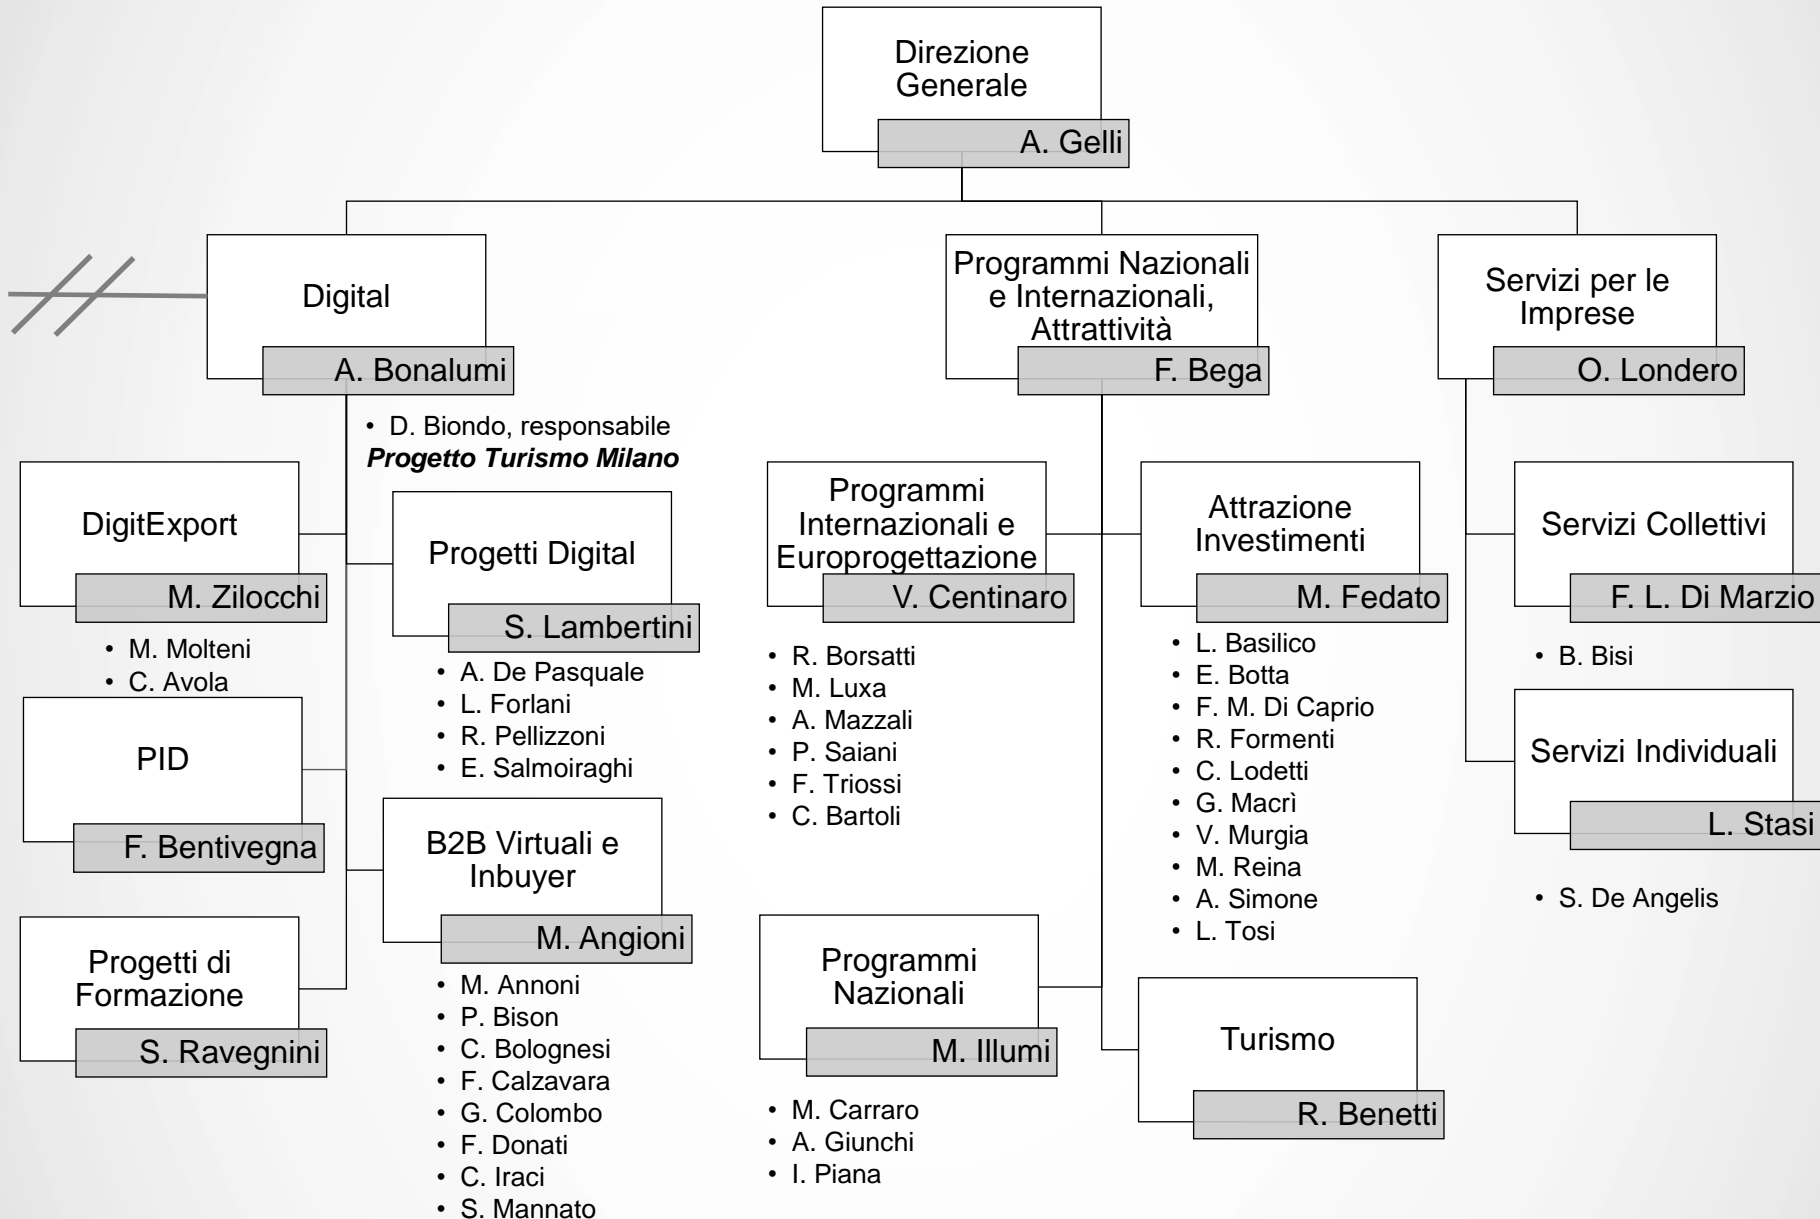 Direzione
Generale
A. Gelli
Digital
A. Bonalumi
Programmi Nazionali
e Internazionali,
Attrattività
F. Bega
Servizi per le
Imprese
O. Londero
• D. Biondo, responsabile
Progetto Turismo Milano
DigitExport
M. Zilocchi
• M. Molteni
• C. Avola
Progetti Digital
S. Lambertini
• A. De Pasquale
• L. Forlani
• R. Pellizzoni
• E. Salmoiraghi
PID
F. Bentivegna
B2B Virtuali e
Inbuyer
M. Angioni
• M. Annoni
• P. Bison
• C. Bolognesi
• F. Calzavara
• G. Colombo
• F. Donati
• C. Iraci
• S. Mannato
Progetti di
Formazione
S. Ravegnini
Programmi
Internazionali e
Europrogettazione
V. Centinaro
• R. Borsatti
• M. Luxa
• A. Mazzali
• P. Saiani
• F. Triossi
• C. Bartoli
Attrazione
Investimenti
M. Fedato
• L. Basilico
• E. Botta
• F. M. Di Caprio
• R. Formenti
• C. Lodetti
• G. Macrì
• V. Murgia
• M. Reina
• A. Simone
• L. Tosi
Programmi
Nazionali
M. Illumi
• M. Carraro
• A. Giunchi
• I. Piana
Turismo
R. Benetti
Servizi Collettivi
F. L. Di Marzio
• B. Bisi
Servizi Individuali
L. Stasi
• S. De Angelis